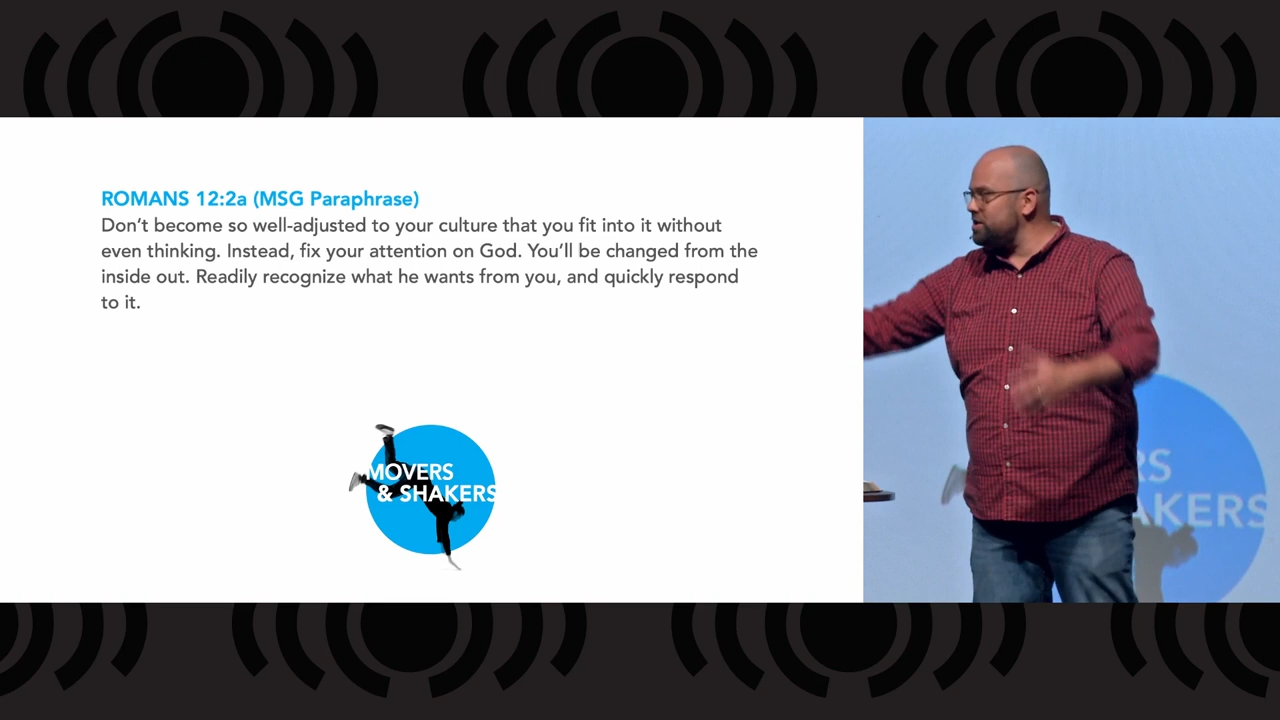 ROMANS 12:2a (MSG Paraphrase)
Don’t become so well-adjusted to your culture that you fit into it without
even thinking. Instead, fix your attention on God. You’ll be changed from the
inside out. Readily recognize what he wants from you, and quickly respond
to it.
MOVERS
& SHAKERS
RS
AKERS